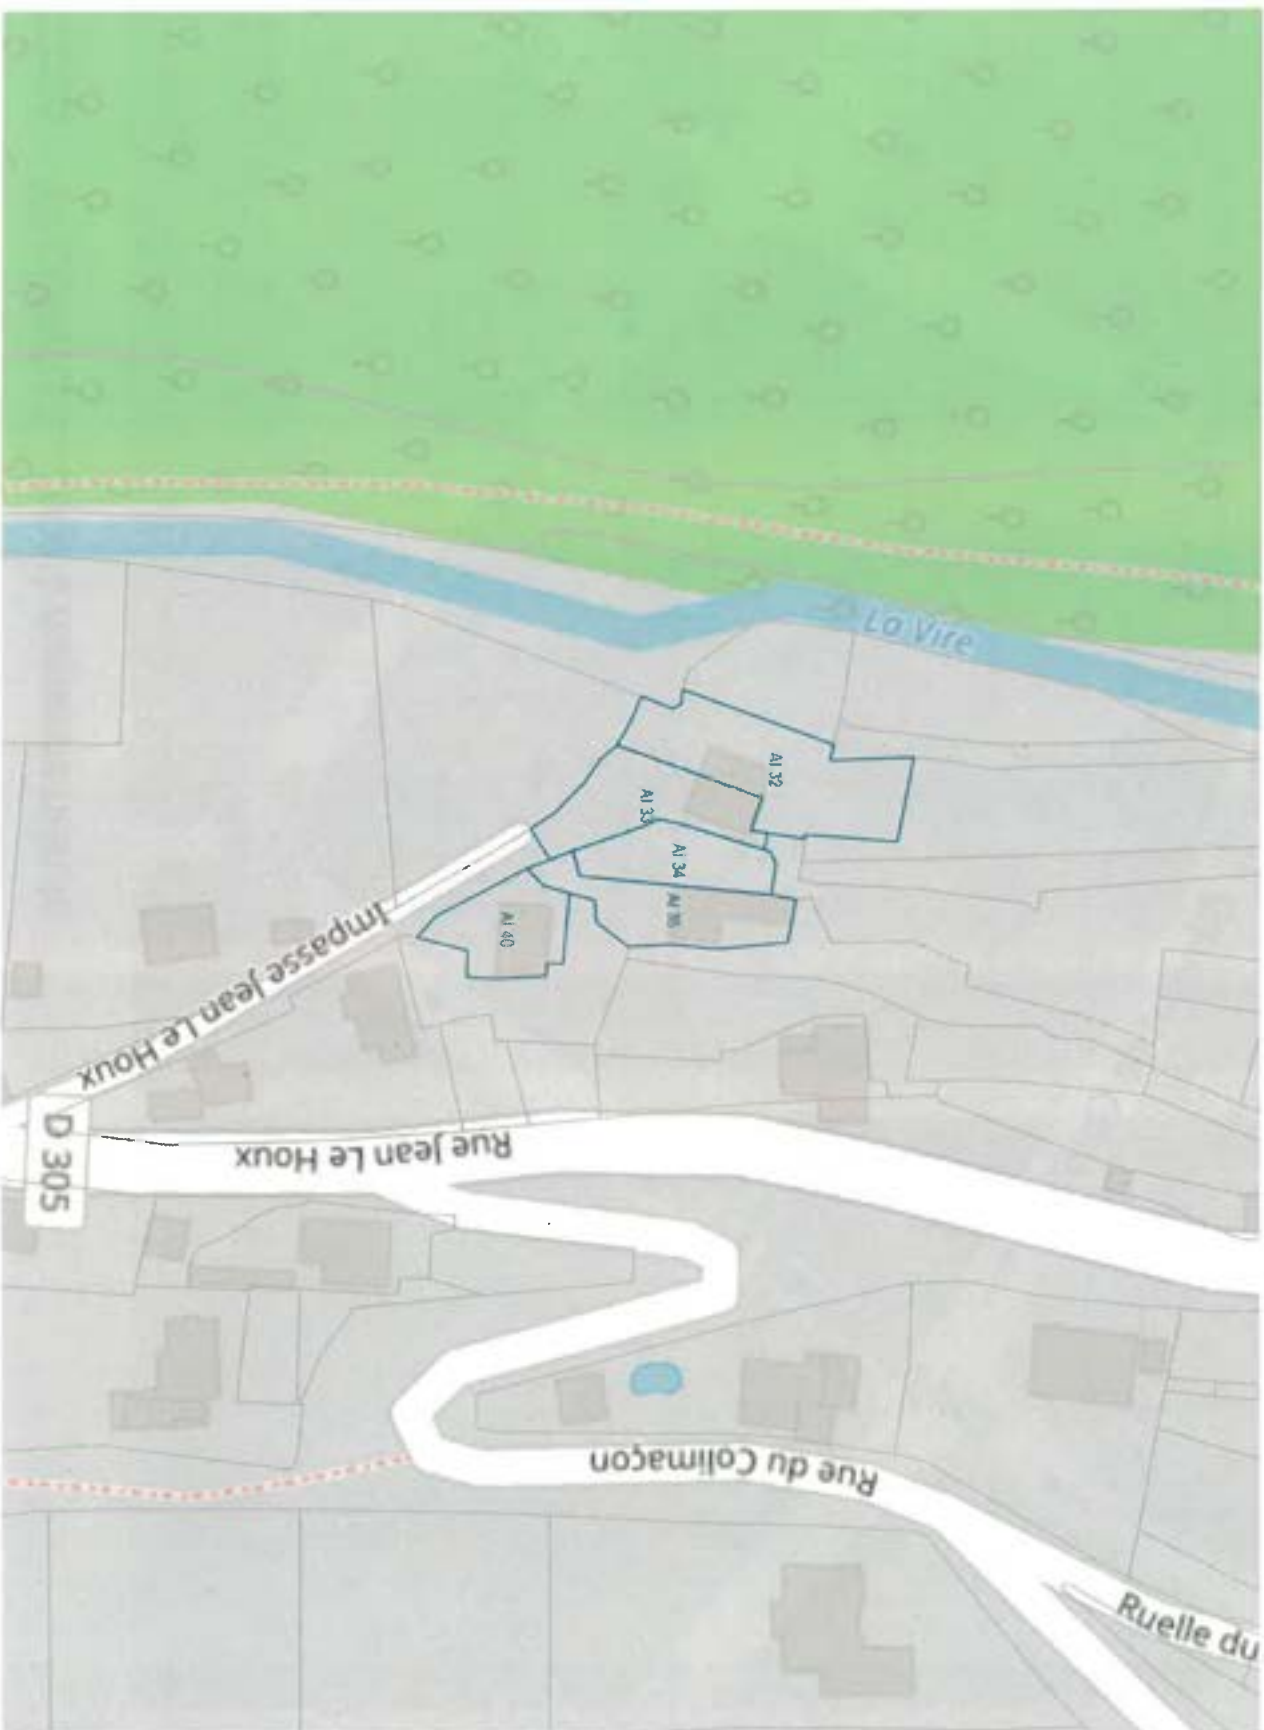 La Vire
AI 32
AI 33
AI 34
AI 40
Impasse Jean Le Houx
D 305
Rue Jean Le Houx
Rue du Colimaçon
Ruelle du